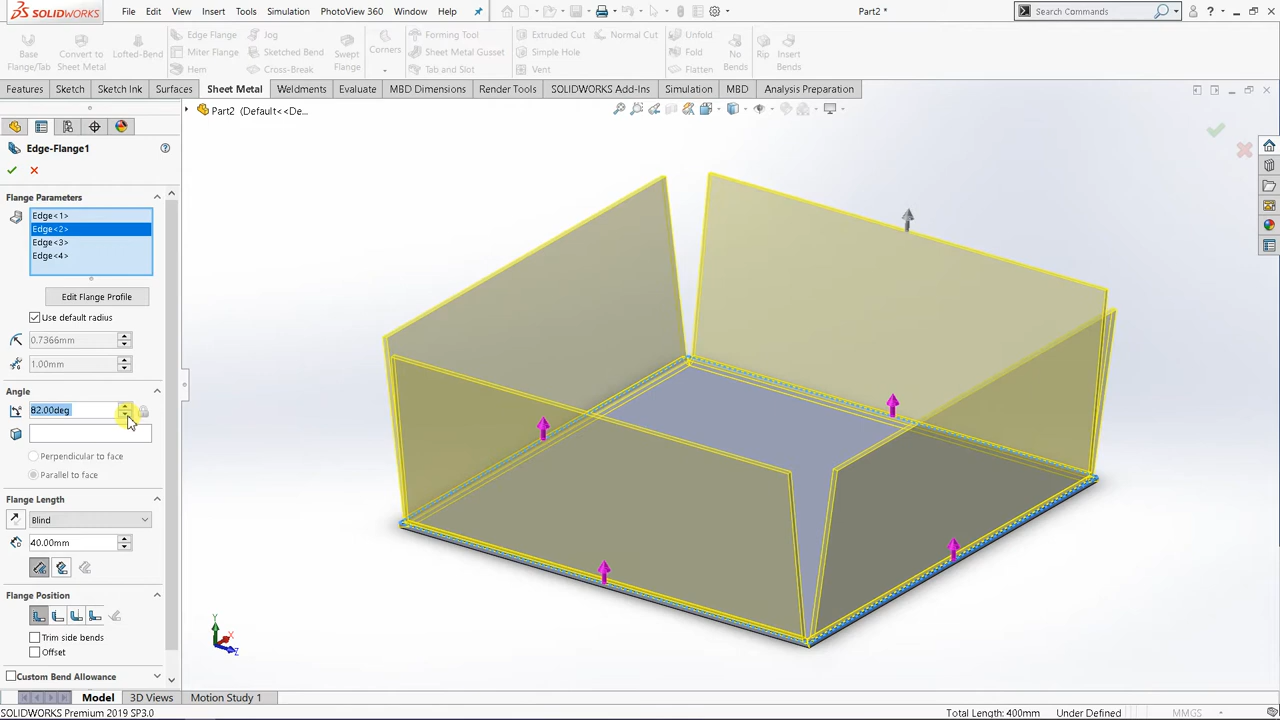 SOLIDWORKS File Edit View Insert Tools Simulation PhotoView 360 Window Help Part2 * Search Commands
Base Flange/Tab
Convert to Sheet Metal
Lofted-Bend
Edge Flange
Miter Flange
Hem
Jog
Sketched Bend
Cross-Break
Swept Flange
Corners
Forming Tool
Sheet Metal Gusset
Tab and Slot
Extruded Cut
Simple Hole
Vent
Normal Cut
Unfold
Fold
Flatten
No Bends
Rip
Insert Bends
Features Sketch Sketch Ink Surfaces Sheet Metal Weldments Evaluate MBD Dimensions Render Tools SOLIDWORKS Add-Ins Simulation MBD Analysis Preparation
Part2 (Default<<De...
Edge-Flange1
Flange Parameters
Edge<1>
Edge<2>
Edge<3>
Edge<4>
Edit Flange Profile
Use default radius
0.7366mm
1.00mm
Angle
82.00deg
Perpendicular to face
Parallel to face
Flange Length
Blind
40.00mm
Flange Position
Trim side bends
Offset
Custom Bend Allowance
Y
X
Z
Model 3D Views Motion Study 1
SOLIDWORKS Premium 2019 SP3.0 Total Length: 400mm Under Defined MMGS